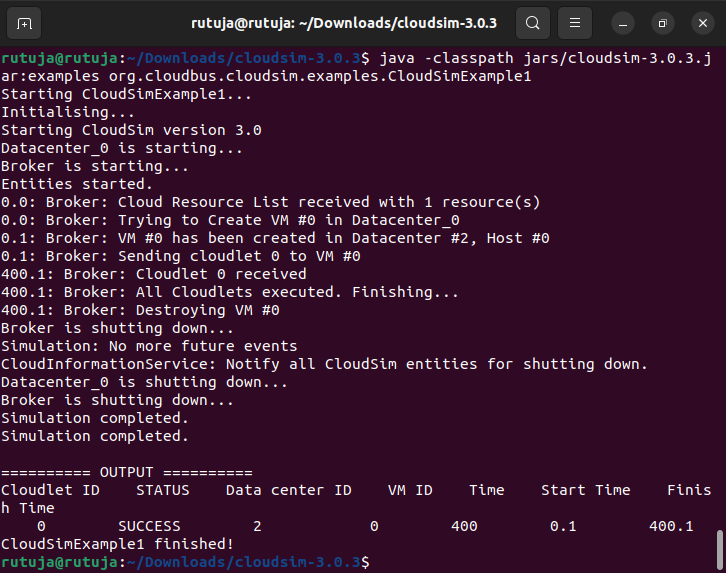 rutuja@rutuja: ~/Downloads/cloudsim-3.0.3
rutuja@rutuja:~/Downloads/cloudsim-3.0.3$ java -classpath jars/cloudsim-3.0.3.j
ar:examples org.cloudbus.cloudsim.examples.CloudSimExample1
Starting CloudSimExample1...
Initialising...
Starting CloudSim version 3.0
Datacenter_0 is starting...
Broker is starting...
Entities started.
0.0: Broker: Cloud Resource List received with 1 resource(s)
0.0: Broker: Trying to Create VM #0 in Datacenter_0
0.1: Broker: VM #0 has been created in Datacenter #2, Host #0
0.1: Broker: Sending cloudlet 0 to VM #0
400.1: Broker: Cloudlet 0 received
400.1: Broker: All Cloudlets executed. Finishing...
400.1: Broker: Destroying VM #0
Broker is shutting down...
Simulation: No more future events
CloudInformationService: Notify all CloudSim entities for shutting down.
Datacenter_0 is shutting down...
Broker is shutting down...
Simulation completed.
Simulation completed.
========== OUTPUT ==========
Cloudlet ID    STATUS    Data center ID    VM ID    Time    Start Time    Finis
h Time
    0        SUCCESS        2            0        400        0.1        400.1
CloudSimExample1 finished!
rutuja@rutuja:~/Downloads/cloudsim-3.0.3$